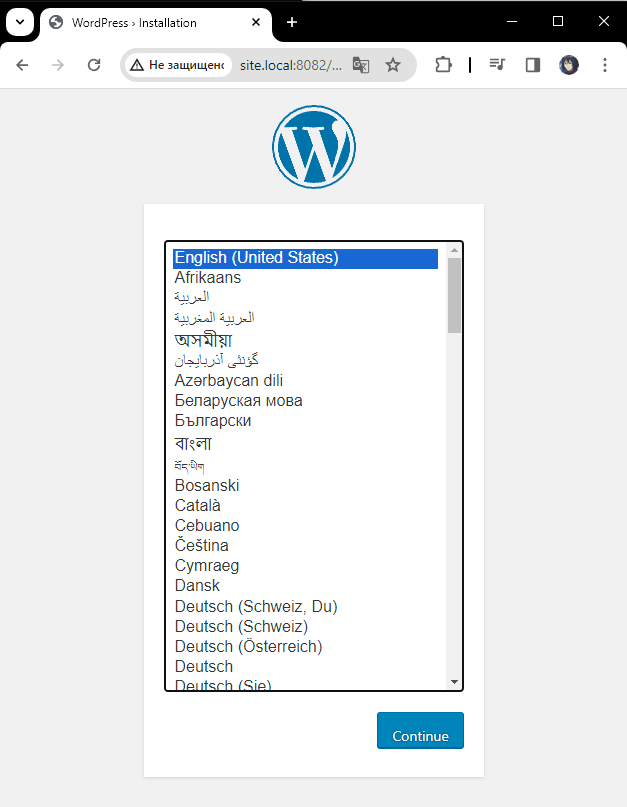 WordPress › Installation
Не защищено
site.local:8082/...
English (United States)
Afrikaans
العربية
العربية المغربية
অসমীয়া
گؤنئی آذربایجان
Azərbaycan dili
Беларуская мова
Български
বাংলা
བོད་ཡིག
Bosanski
Català
Cebuano
Čeština
Cymraeg
Dansk
Deutsch (Schweiz, Du)
Deutsch (Schweiz)
Deutsch (Österreich)
Deutsch
Deutsch (Sie)
Continue